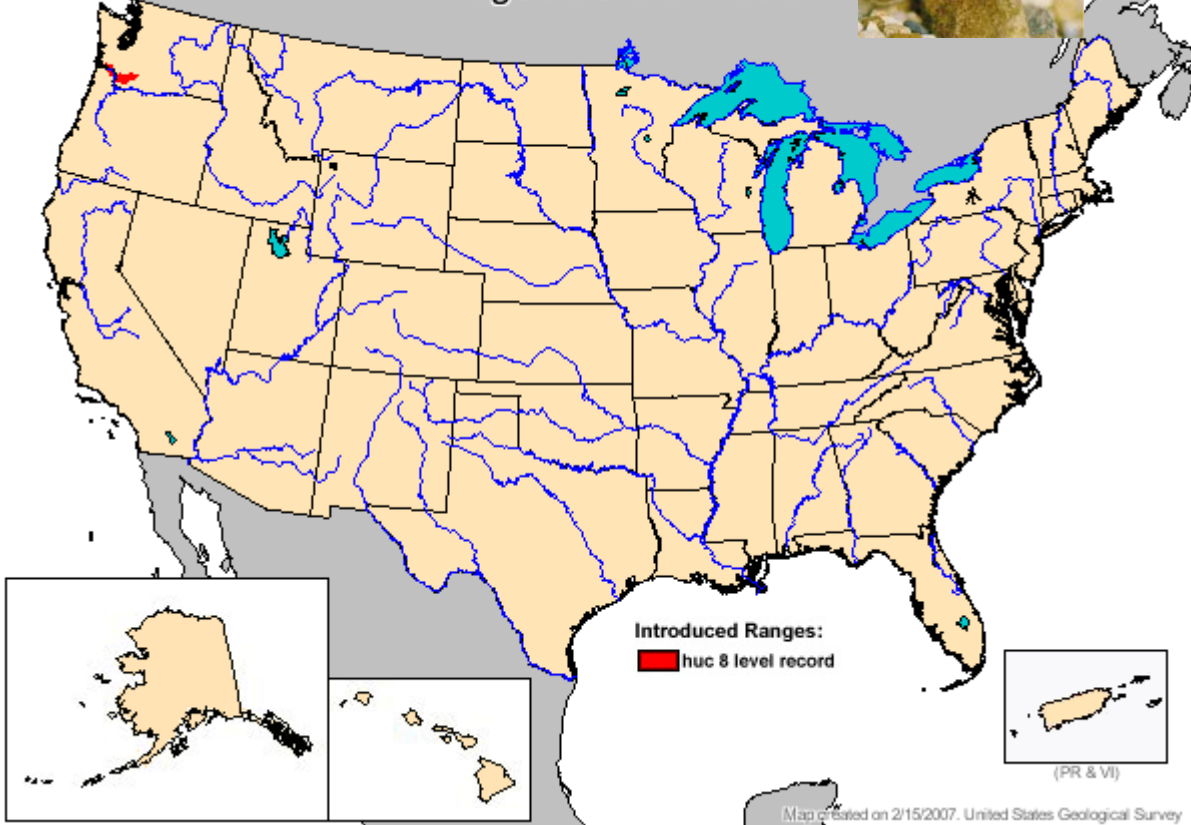 Introduced Ranges:
huc 8 level record
(PR & VI)
Map created on 2/15/2007. United States Geological Survey